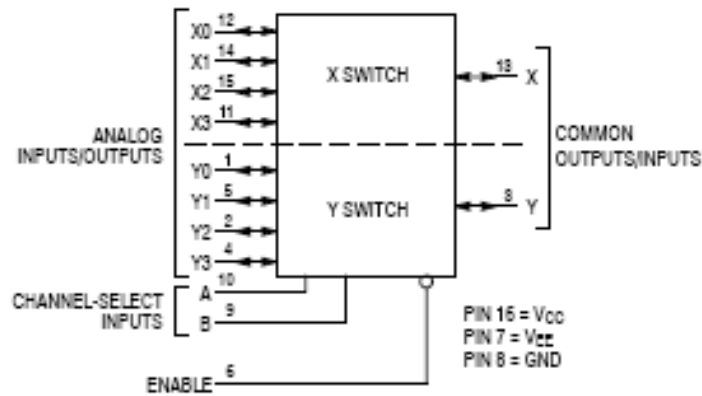 X0 12
X1 14
X2 15
X3 11
X SWITCH
13 X
ANALOG
INPUTS/OUTPUTS
COMMON
OUTPUTS/INPUTS
Y0 1
Y1 5
Y2 2
Y3 4
Y SWITCH
3 Y
CHANNEL-SELECT
INPUTS
A 10
B 9
ENABLE 6
PIN 16 = VCC
PIN 7 = VEE
PIN 8 = GND